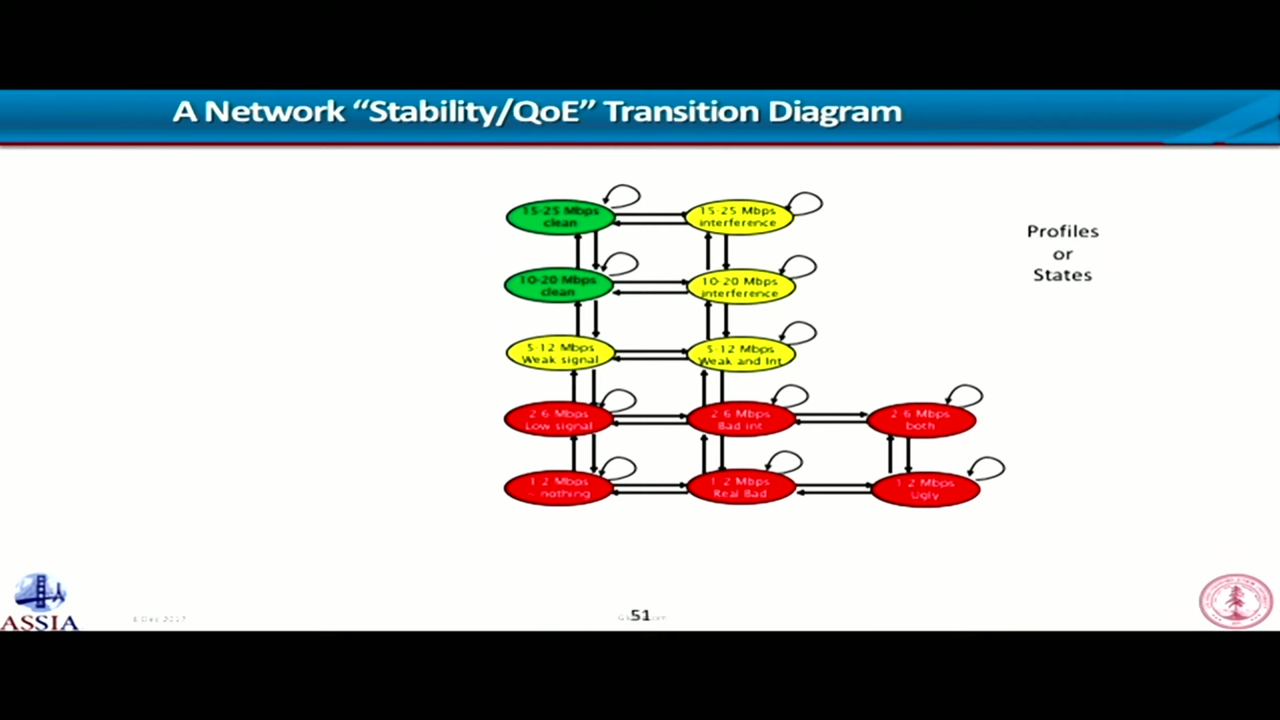 A Network “Stability/QoE” Transition Diagram
15-25 Mbps
clean
15-25 Mbps
interference
Profiles
or
States
10-20 Mbps
clean
10-20 Mbps
interference
5-12 Mbps
Weak signal
5-12 Mbps
Weak and Int
2-6 Mbps
Low signal
2-6 Mbps
Bad int
2-6 Mbps
both
1-2 Mbps
~ nothing
1-2 Mbps
Real Bad
1-2 Mbps
Ugly
ASSIA
6 Dec 2017
51